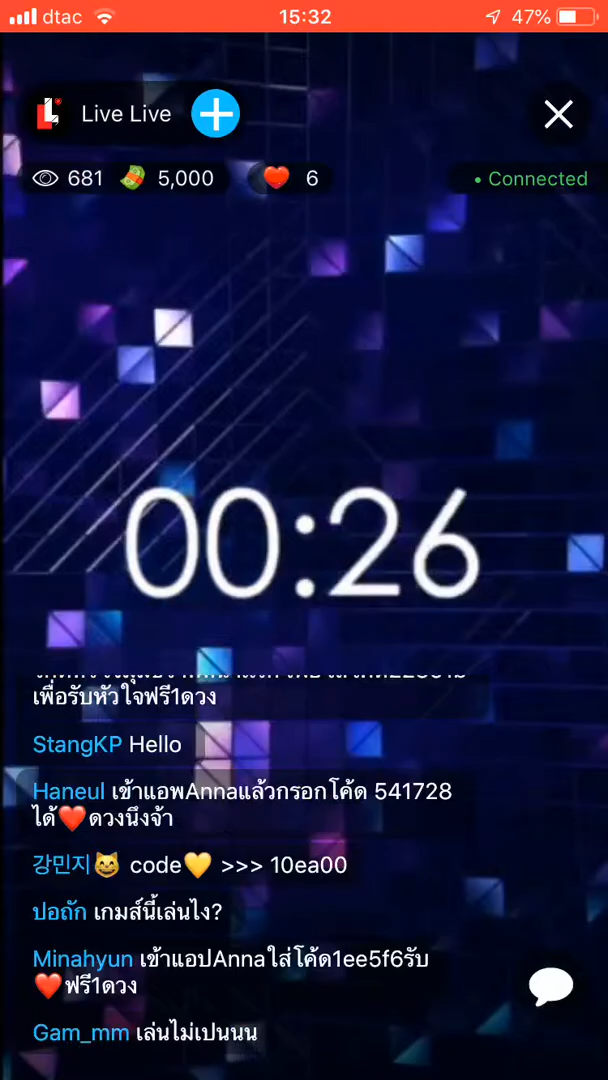 dtac 15:32 47%
Live Live
681 5,000 6 • Connected
00:26
เพื่อรับหัวใจฟรี1ดวง
StangKP Hello
Haneul เข้าแอพAnnaแล้วกรอกโค้ด 541728
ได้❤️ดวงนึงจ้า
강민지😸 code💛 >>> 10ea00
ปอถัก เกมส์นี้เล่นไง?
Minahyun เข้าแอปAnnaใส่โค้ด1ee5f6รับ
❤️ฟรี1ดวง
Gam_mm เล่นไม่เปนนน